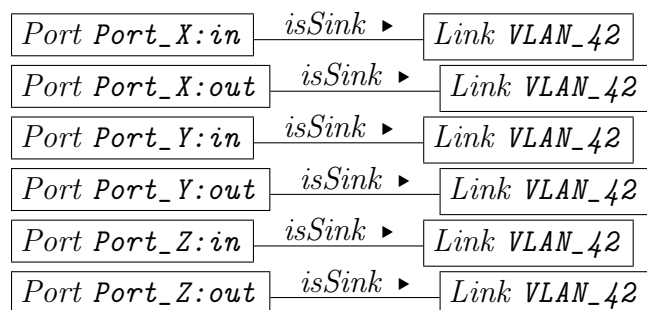 Port Port_X:in isSink ▸ Link VLAN_42
Port Port_X:out isSink ▸ Link VLAN_42
Port Port_Y:in isSink ▸ Link VLAN_42
Port Port_Y:out isSink ▸ Link VLAN_42
Port Port_Z:in isSink ▸ Link VLAN_42
Port Port_Z:out isSink ▸ Link VLAN_42